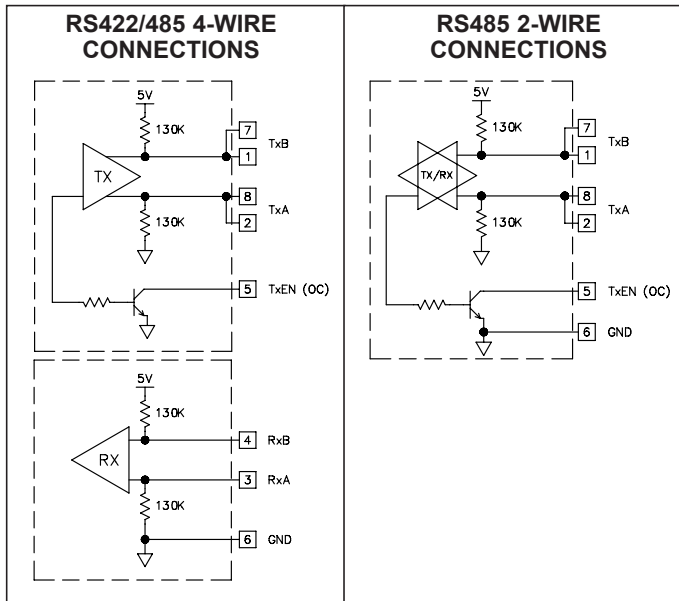 RS422/485 4-WIRE
CONNECTIONS
5V
130K
7
TxB
1
TX
8
TxA
2
130K
5 TxEN (OC)
5V
130K
4 RxB
RX
3 RxA
130K
6 GND
RS485 2-WIRE
CONNECTIONS
5V
130K
7
TxB
1
TX/RX
8
TxA
2
130K
5 TxEN (OC)
6 GND